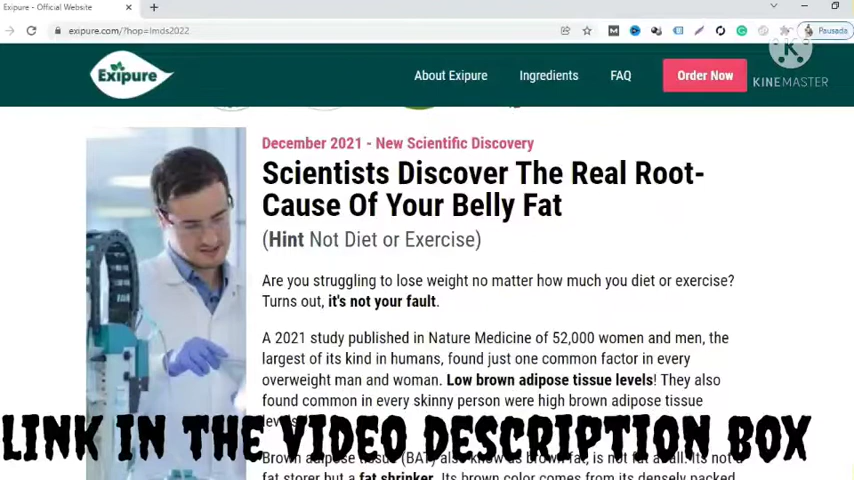 Exipure - Official Website
exipure.com/?hop=lmds2022
Pausada
Exipure
About Exipure
Ingredients
FAQ
Order Now
K
KINEMASTER
December 2021 - New Scientific Discovery
Scientists Discover The Real Root-
Cause Of Your Belly Fat
(Hint Not Diet or Exercise)
Are you struggling to lose weight no matter how much you diet or exercise?
Turns out, it's not your fault.
A 2021 study published in Nature Medicine of 52,000 women and men, the
largest of its kind in humans, found just one common factor in every
overweight man and woman. Low brown adipose tissue levels! They also
found common in every skinny person were high brown adipose tissue
LINK IN THE VIDEO DESCRIPTION BOX
Brown adipose tissue (BAT) also know as brown fat, is not fat at all. Its not a
fat storer but a fat shrinker. Its brown color comes from its densely packed